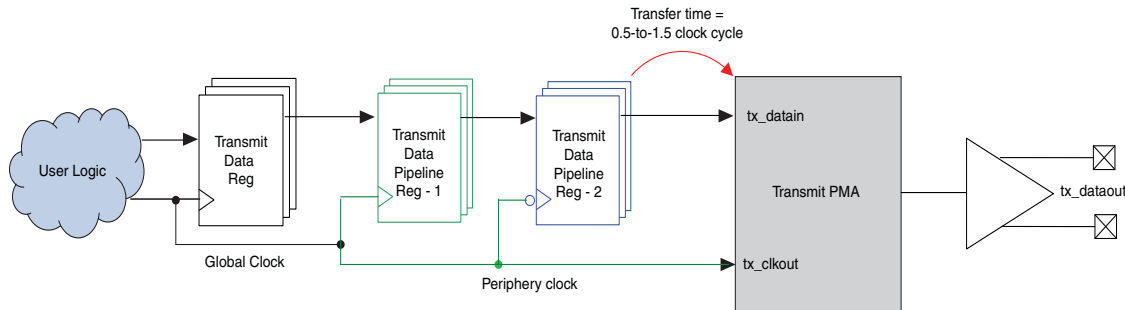 Transfer time =
0.5-to-1.5 clock cycle
User Logic
Transmit
Data
Reg
Transmit
Data
Pipeline
Reg - 1
Transmit
Data
Pipeline
Reg - 2
tx_datain
Transmit PMA
tx_clkout
tx_dataout
Global Clock
Periphery clock